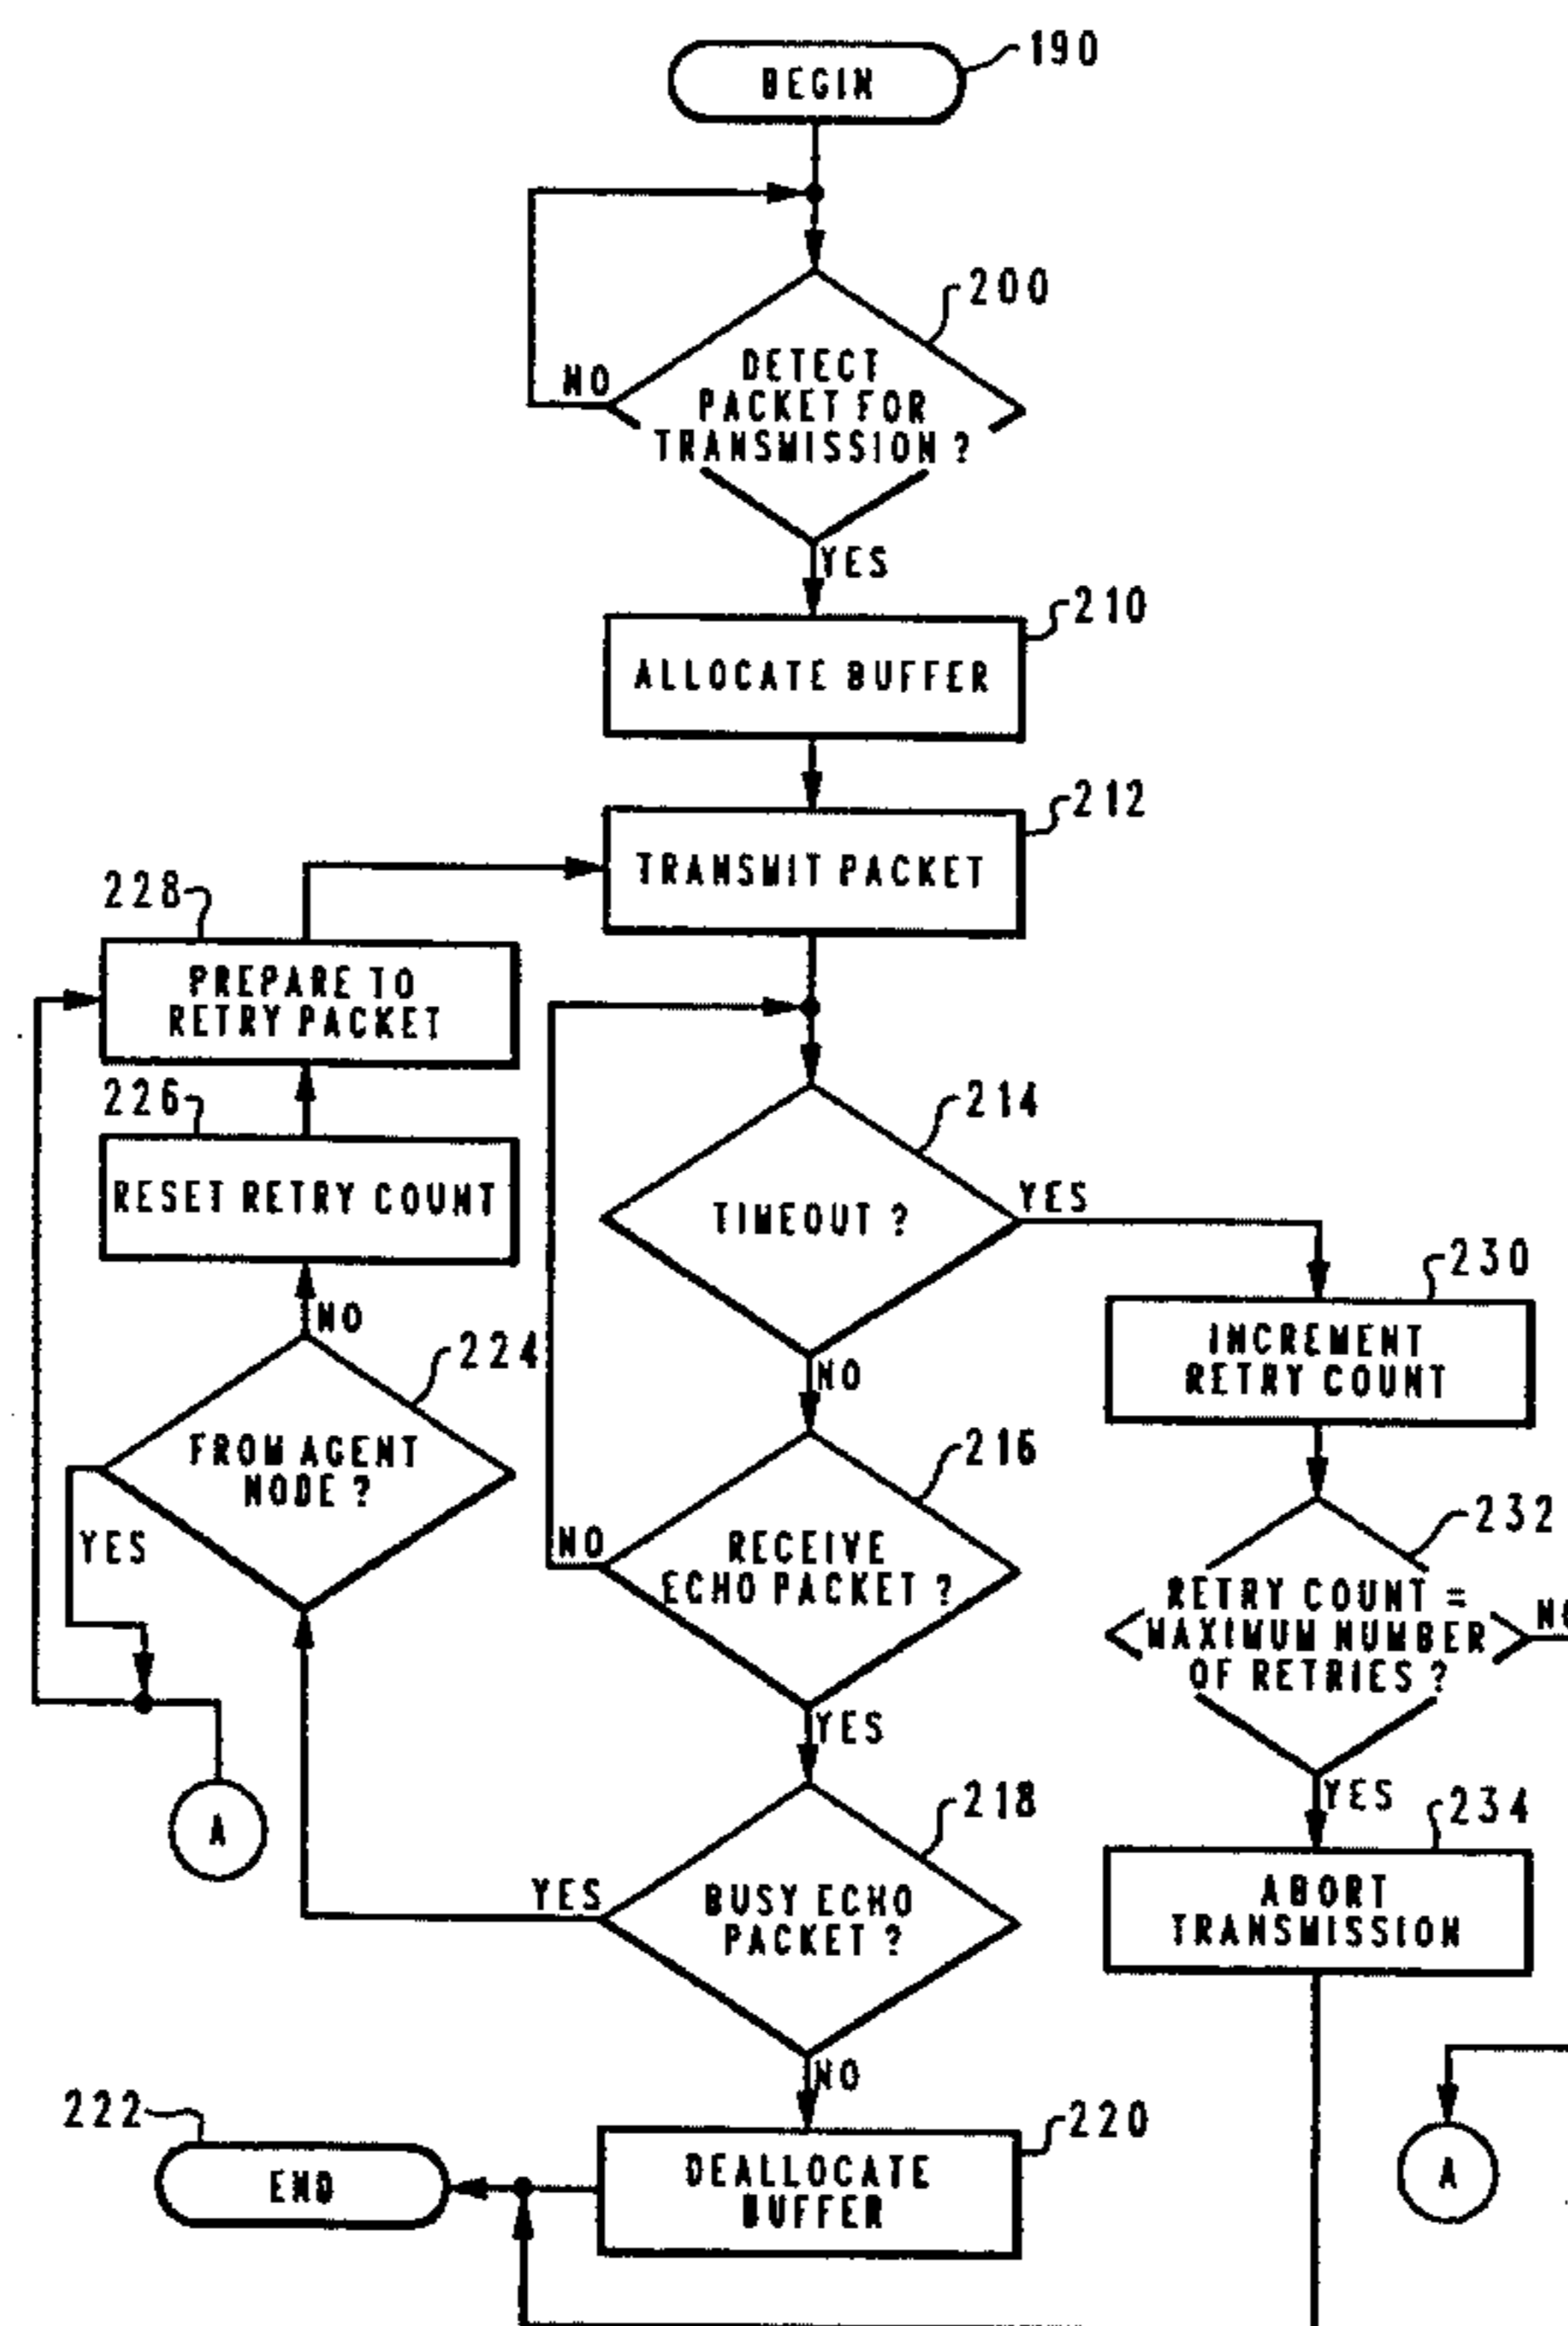 BEGIN
190
200
DETECT
PACKET FOR
TRANSMISSION ?
NO
YES
210
ALLOCATE BUFFER
212
TRANSMIT PACKET
228
PREPARE TO
RETRY PACKET
226
RESET RETRY COUNT
214
TIMEOUT ?
YES
NO
230
INCREMENT
RETRY COUNT
NO
224
FROM AGENT
NODE ?
YES
216
RECEIVE
ECHO PACKET ?
NO
YES
232
RETRY COUNT =
MAXIMUM NUMBER
OF RETRIES ?
NO
YES
A
218
BUSY ECHO
PACKET ?
YES
NO
234
ABORT
TRANSMISSION
222
END
220
DEALLOCATE
BUFFER
A